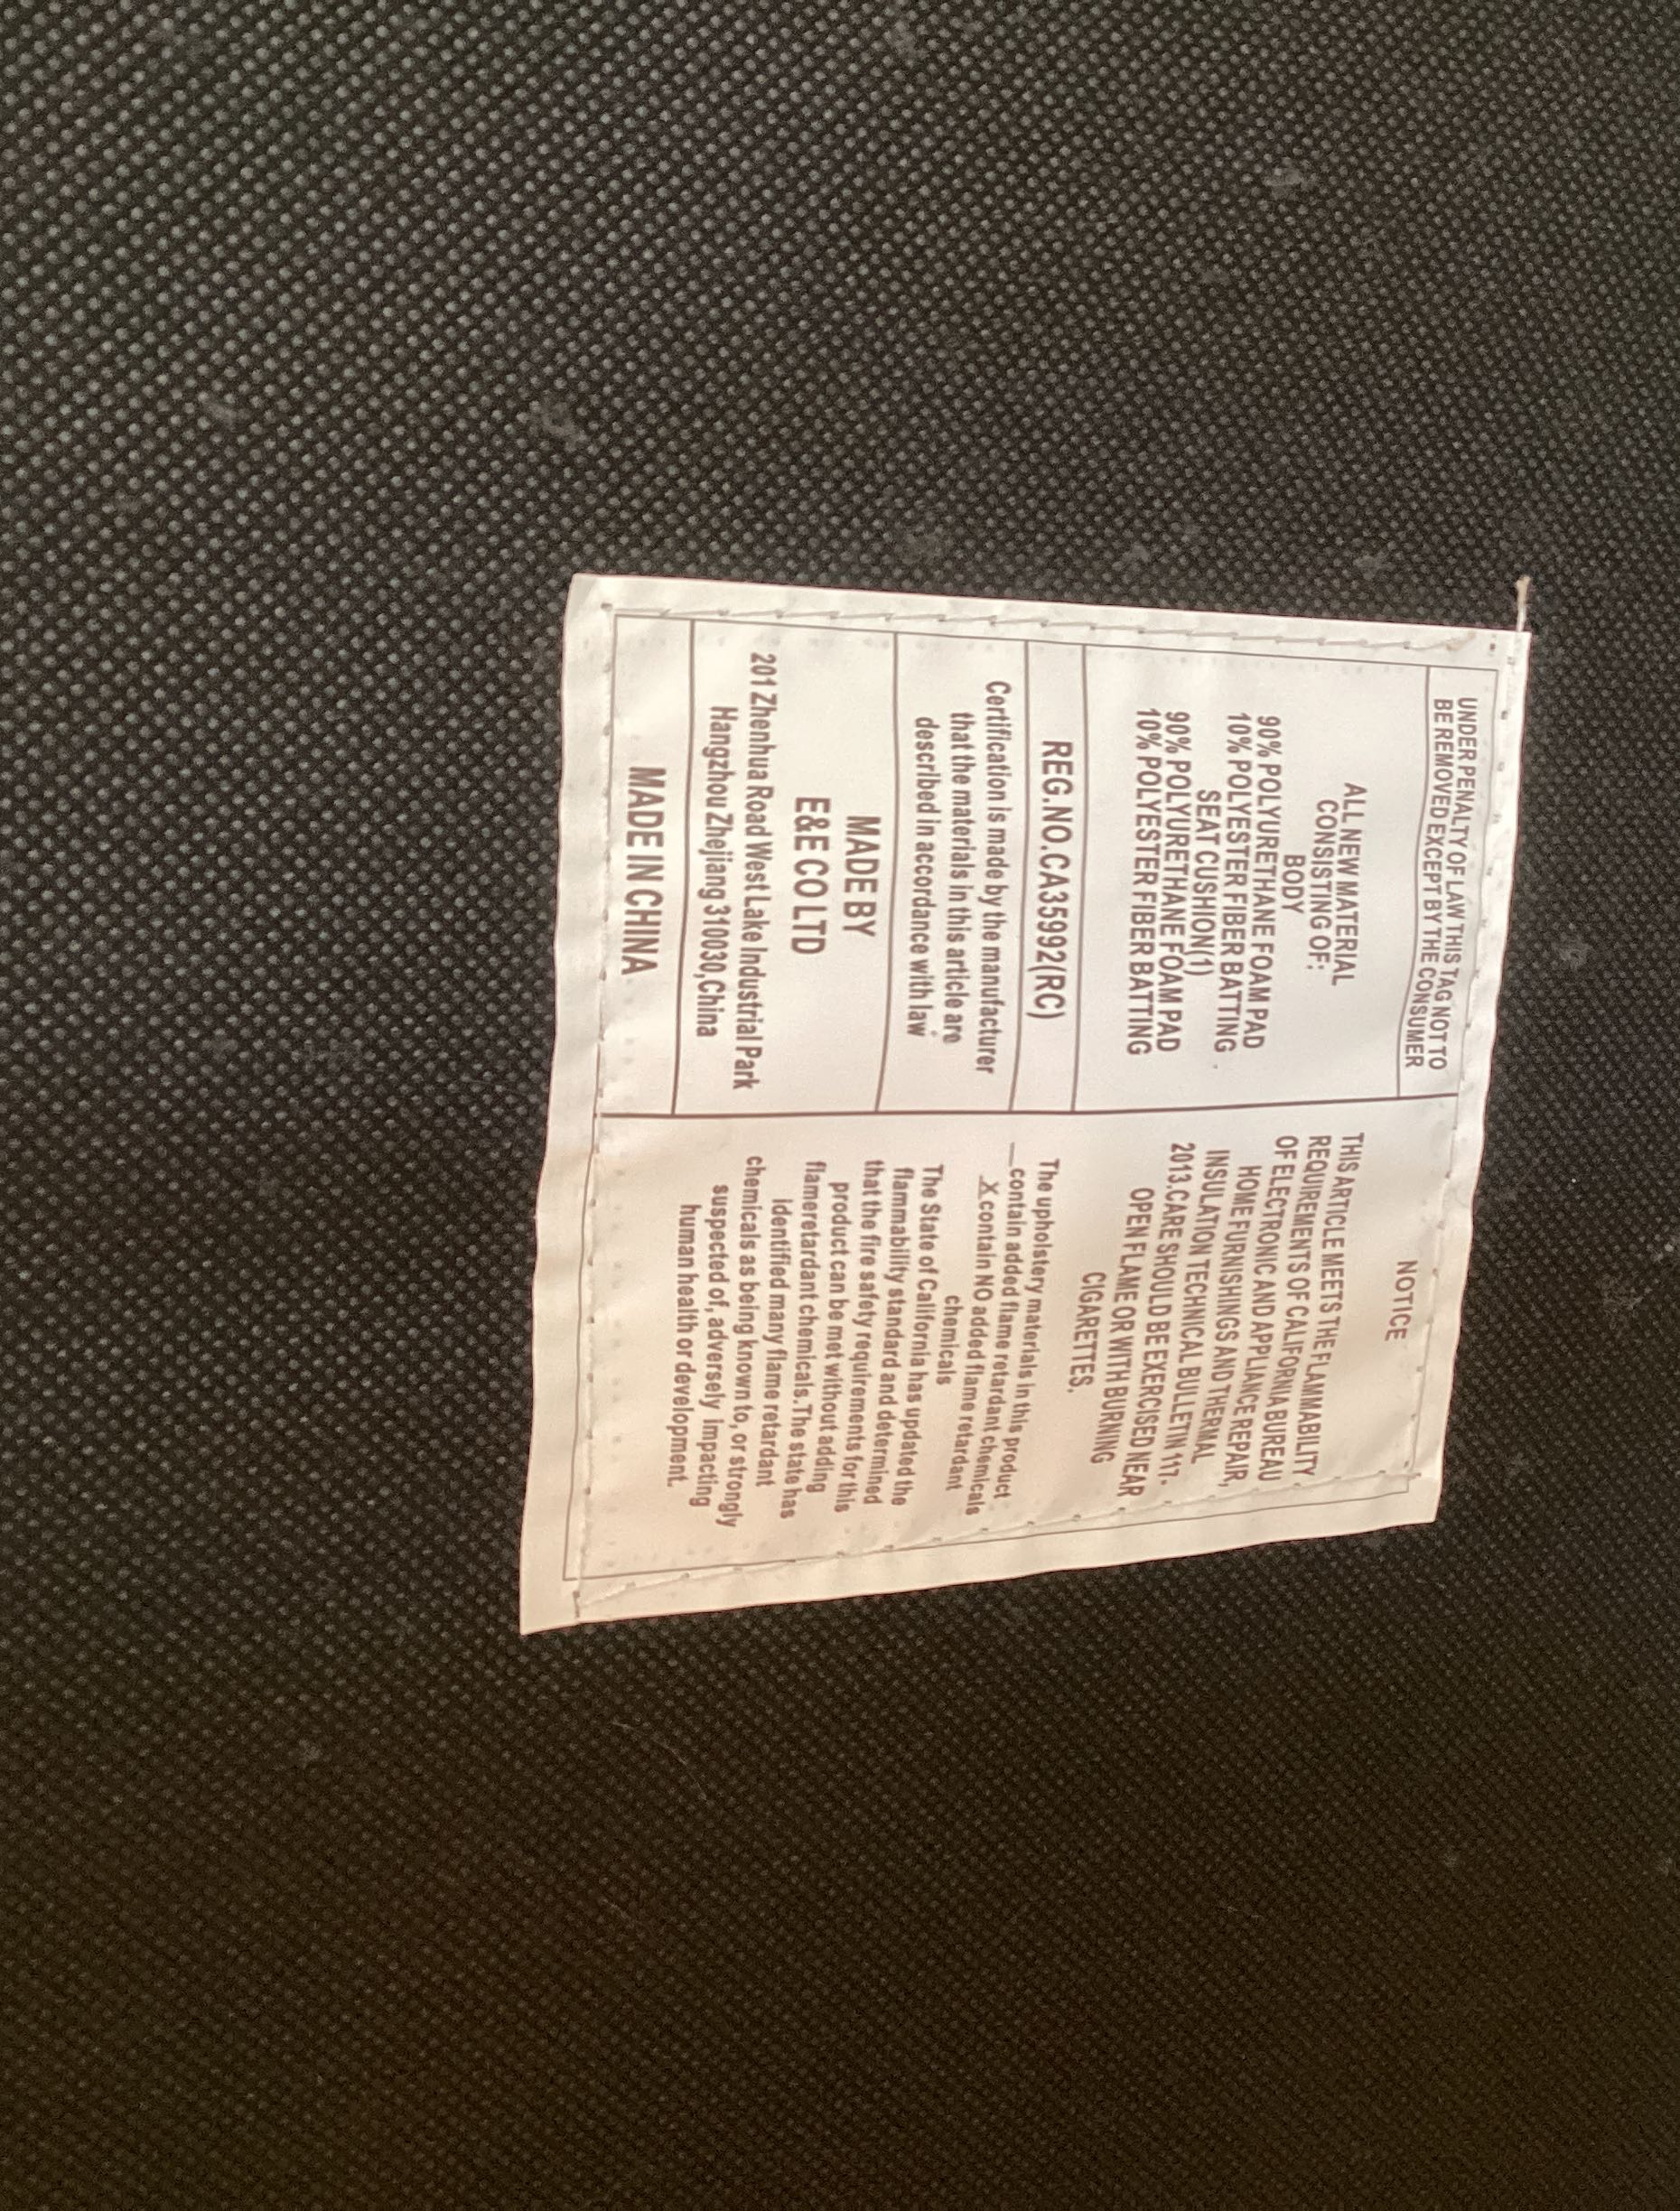 UNDER PENALTY OF LAW THIS TAG NOT TO
BE REMOVED EXCEPT BY THE CONSUMER
ALL NEW MATERIAL
CONSISTING OF:
BODY
90% POLYURETHANE FOAM PAD
10% POLYESTER FIBER BATTING
SEAT CUSHION(1)
90% POLYURETHANE FOAM PAD
10% POLYESTER FIBER BATTING
REG.NO.CA35992(RC)
Certification is made by the manufacturer
that the materials in this article are
described in accordance with law
MADE BY
E&E CO LTD
201 Zhenhua Road West Lake Industrial Park
Hangzhou Zhejiang 310030,China
MADE IN CHINA
NOTICE
THIS ARTICLE MEETS THE FLAMMABILITY
REQUIREMENTS OF CALIFORNIA BUREAU
OF ELECTRONIC AND APPLIANCE
HOME FURNISHINGS AND THERMAL REPAIR,
INSULATION TECHNICAL BULLETIN 117-
2013.CARE SHOULD BE EXERCISED NEAR
OPEN FLAME OR WITH BURNING
CIGARETTES.
The upholstery materials in this product
_contain added flame retardant chemicals
X contain NO added flame retardant
chemicals
The State of California has updated the
flammability standard and determined
that the fire safety requirements for this
product can be met without adding
flameretardant chemicals.The state has
identified many flame retardant
chemicals as being known to, or strongly
suspected of, adversely impacting
human health or development.